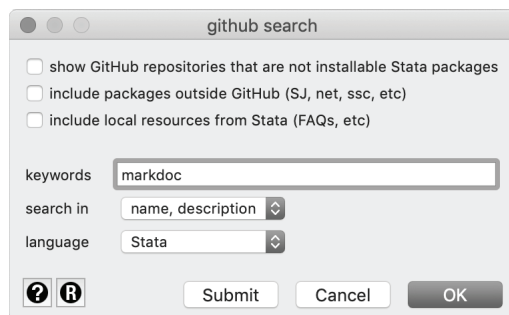 github search
show GitHub repositories that are not installable Stata packages
include packages outside GitHub (SJ, net, ssc, etc)
include local resources from Stata (FAQs, etc)
keywords markdoc
search in name, description
language Stata
? R Submit Cancel OK